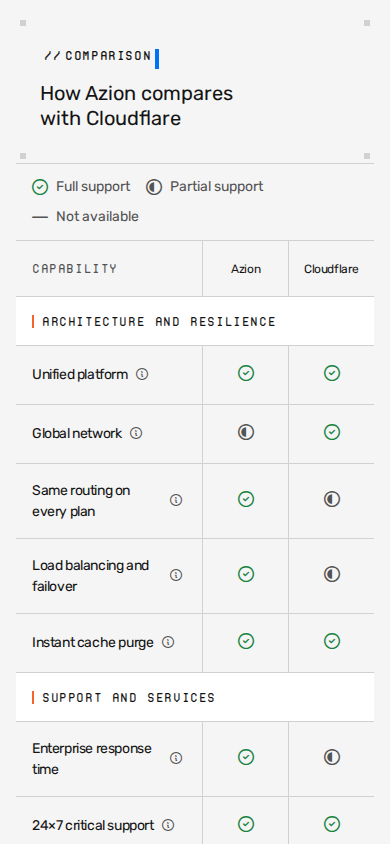 // COMPARISON
How Azion compares
with Cloudflare
Full support Partial support
— Not available
CAPABILITY Azion Cloudflare
ARCHITECTURE AND RESILIENCE
Unified platform
Global network
Same routing on
every plan
Load balancing and
failover
Instant cache purge
SUPPORT AND SERVICES
Enterprise response
time
24×7 critical support